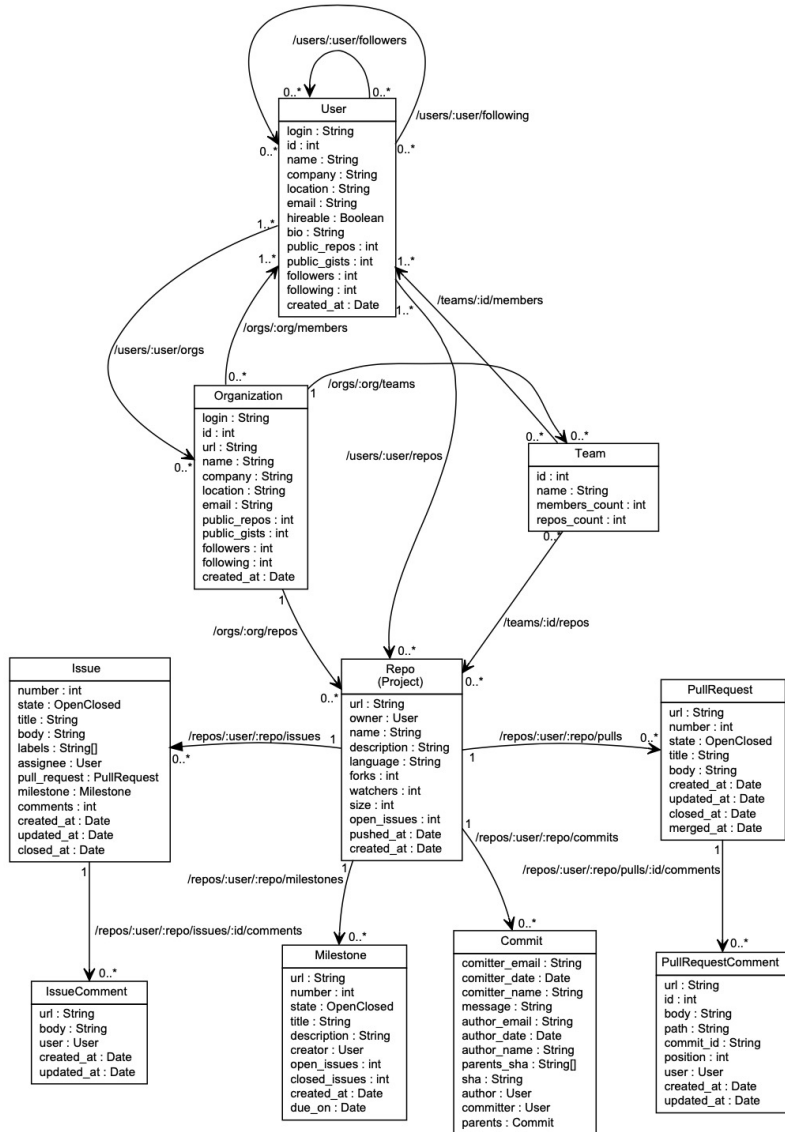 /users/:user/followers
0..*
0..*
/users/:user/following
0..*
0..*
User
login : String
id : int
name : String
company : String
location : String
email : String
hireable : Boolean
bio : String
public_repos : int
public_gists : int
followers : int
following : int
created_at : Date
1..*
1..*
1..*
1..*
/teams/:id/members
/orgs/:org/members
/users/:user/orgs
0..*
1
/orgs/:org/teams
0..*
0..*
0..*
Organization
login : String
id : int
url : String
name : String
company : String
location : String
email : String
public_repos : int
public_gists : int
followers : int
following : int
created_at : Date
/users/:user/repos
Team
id : int
name : String
members_count : int
repos_count : int
0..*
1
/orgs/:org/repos
/teams/:id/repos
0..*
0..*
0..*
Issue
number : int
state : OpenClosed
title : String
body : String
labels : String[]
assignee : User
pull_request : PullRequest
milestone : Milestone
comments : int
created_at : Date
updated_at : Date
closed_at : Date
/repos/:user/:repo/issues
0..*
1
Repo
(Project)
url : String
owner : User
name : String
description : String
language : String
forks : int
watchers : int
size : int
open_issues : int
pushed_at : Date
created_at : Date
/repos/:user/:repo/pulls
1
0..*
PullRequest
url : String
number : int
state : OpenClosed
title : String
body : String
created_at : Date
updated_at : Date
closed_at : Date
merged_at : Date
1
/repos/:user/:repo/commits
1
1
1
/repos/:user/:repo/milestones
/repos/:user/:repo/pulls/:id/comments
/repos/:user/:repo/issues/:id/comments
0..*
0..*
0..*
0..*
IssueComment
url : String
body : String
user : User
created_at : Date
updated_at : Date
Milestone
url : String
number : int
state : OpenClosed
title : String
description : String
creator : User
open_issues : int
closed_issues : int
created_at : Date
due_on : Date
Commit
comitter_email : String
comitter_date : Date
comitter_name : String
message : String
author_email : String
author_date : Date
author_name : String
parents_sha : String[]
sha : String
author : User
committer : User
parents : Commit
PullRequestComment
url : String
id : int
body : String
path : String
commit_id : String
position : int
user : User
created_at : Date
updated_at : Date